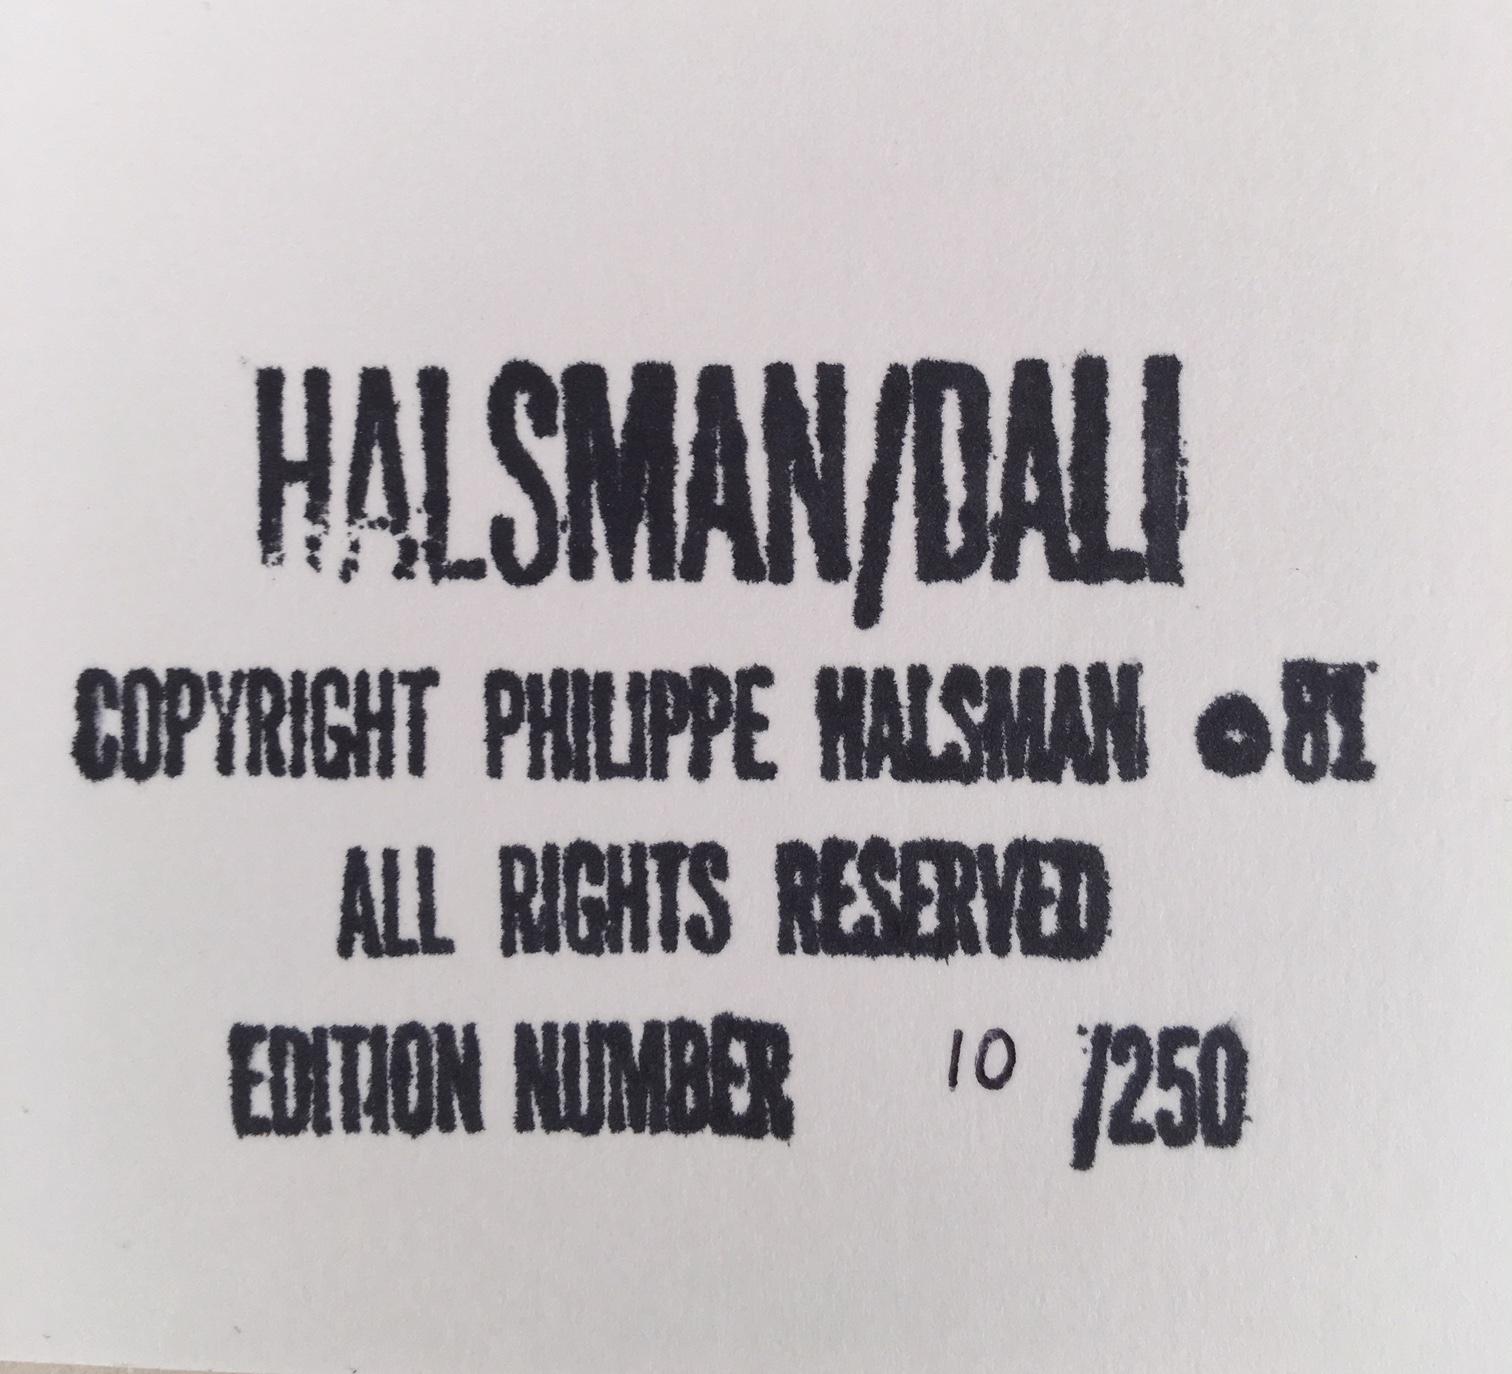 HALSMAN/DALI
COPYRIGHT PHILIPPE HALSMAN © 81
ALL RIGHTS RESERVED
EDITION NUMBER 10 /250